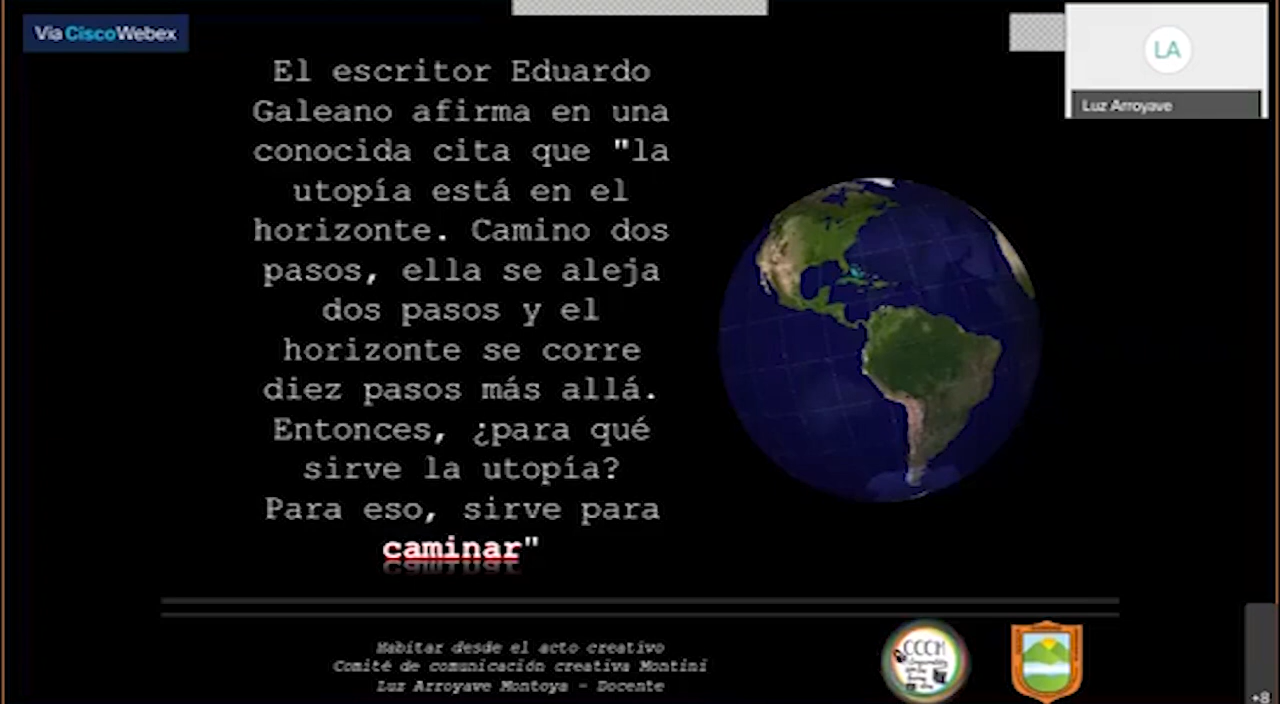 Via CiscoWebex
LA
Luz Arroyave
El escritor Eduardo
Galeano afirma en una
conocida cita que "la
utopía está en el
horizonte. Camino dos
pasos, ella se aleja
dos pasos y el
horizonte se corre
diez pasos más allá.
Entonces, ¿para qué
sirve la utopía?
Para eso, sirve para
caminar"
Habitar desde el acto creativo
Comité de comunicación creativa Montini
Luz Arroyave Montoya - Docente
CCCM
+8